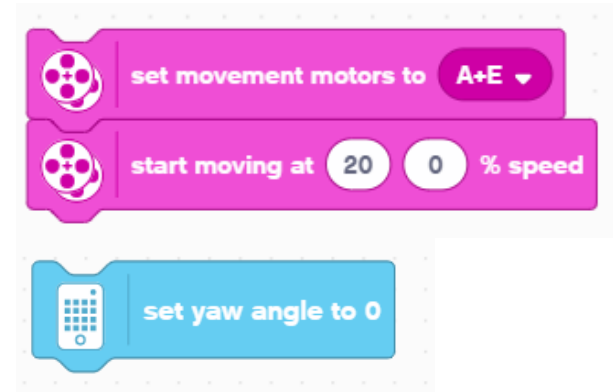 set movement motors to A+E
start moving at 20 0 % speed
set yaw angle to 0